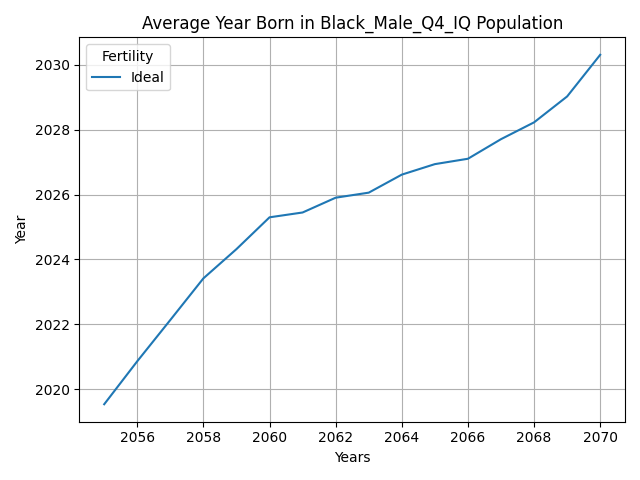 Average Year Born in Black_Male_Q4_IQ Population
Fertility
Ideal
Year
2030
2028
2026
2024
2022
2020
2056 2058 2060 2062 2064 2066 2068 2070
Years